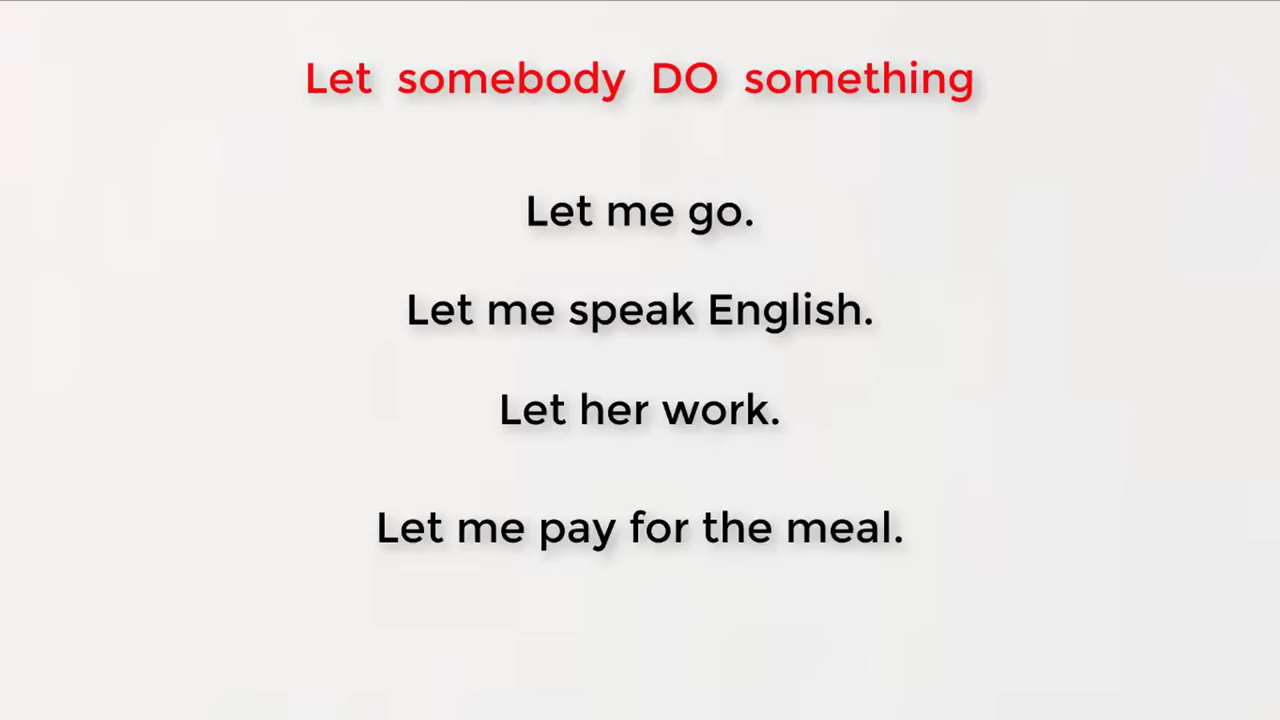 Let somebody DO something
Let me go.
Let me speak English.
Let her work.
Let me pay for the meal.